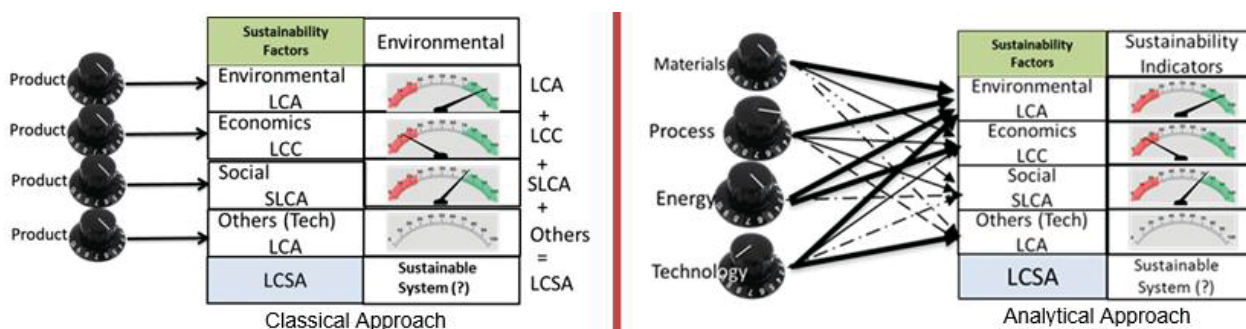 Sustainability
Factors
Environmental
Product
Environmental
LCA
LCA
+
Product
Economics
LCC
LCC
+
Product
Social
SLCA
SLCA
+
Product
Others (Tech)
LCA
Others
=
LCSA
Sustainable
System (?)
LCSA
Classical Approach
Sustainability
Factors
Sustainability
Indicators
Materials
Environmental
LCA
Process
Economics
LCC
Energy
Social
SLCA
Technology
Others (Tech)
LCA
LCSA
Sustainable
System (?)
Analytical Approach